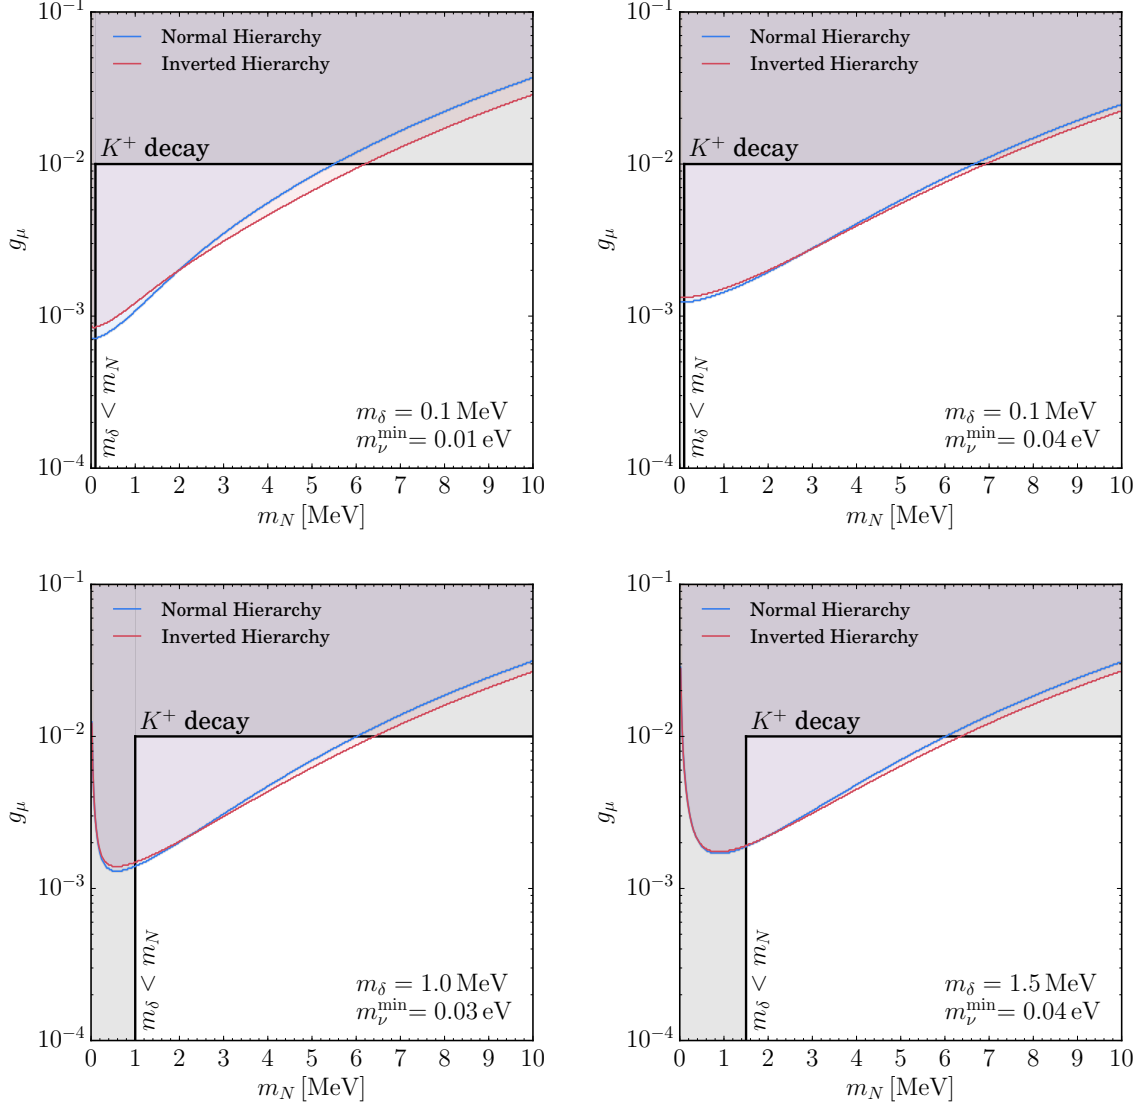 10⁻¹
Normal Hierarchy
Inverted Hierarchy
K⁺ decay
10⁻²
g_μ
10⁻³
m_δ < m_N
m_δ = 0.1 MeV
m_ν^min = 0.01 eV
10⁻⁴
0 1 2 3 4 5 6 7 8 9 10
m_N [MeV]
10⁻¹
Normal Hierarchy
Inverted Hierarchy
K⁺ decay
10⁻²
g_μ
10⁻³
m_δ < m_N
m_δ = 0.1 MeV
m_ν^min = 0.04 eV
10⁻⁴
0 1 2 3 4 5 6 7 8 9 10
m_N [MeV]
10⁻¹
Normal Hierarchy
Inverted Hierarchy
K⁺ decay
10⁻²
g_μ
10⁻³
m_δ < m_N
m_δ = 1.0 MeV
m_ν^min = 0.03 eV
10⁻⁴
0 1 2 3 4 5 6 7 8 9 10
m_N [MeV]
10⁻¹
Normal Hierarchy
Inverted Hierarchy
K⁺ decay
10⁻²
g_μ
10⁻³
m_δ < m_N
m_δ = 1.5 MeV
m_ν^min = 0.04 eV
10⁻⁴
0 1 2 3 4 5 6 7 8 9 10
m_N [MeV]